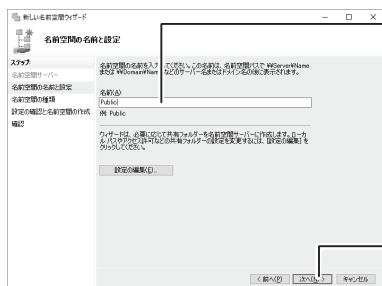 新しい名前空間ウィザード
名前空間の名前と設定
ステップ:
名前空間サーバー
名前空間の名前と設定
名前空間の種類
設定の確認と名前空間の作成
確認
名前空間の名前を入力してください。この名前は、名前空間パスで ¥¥Server¥Name
または ¥¥Domain¥Name などのサーバー名またはドメイン名の後に表示されます。
名前(A):
Public
例: Public
ウィザードは、必要に応じて共有フォルダーを名前空間サーバーに作成します。ローカ
ル パスやアクセス許可などの共有フォルダーの設定を変更するには、[設定の編集] を
クリックしてください。
設定の編集(E)...
< 前へ(P)
次へ(N) >
キャンセル